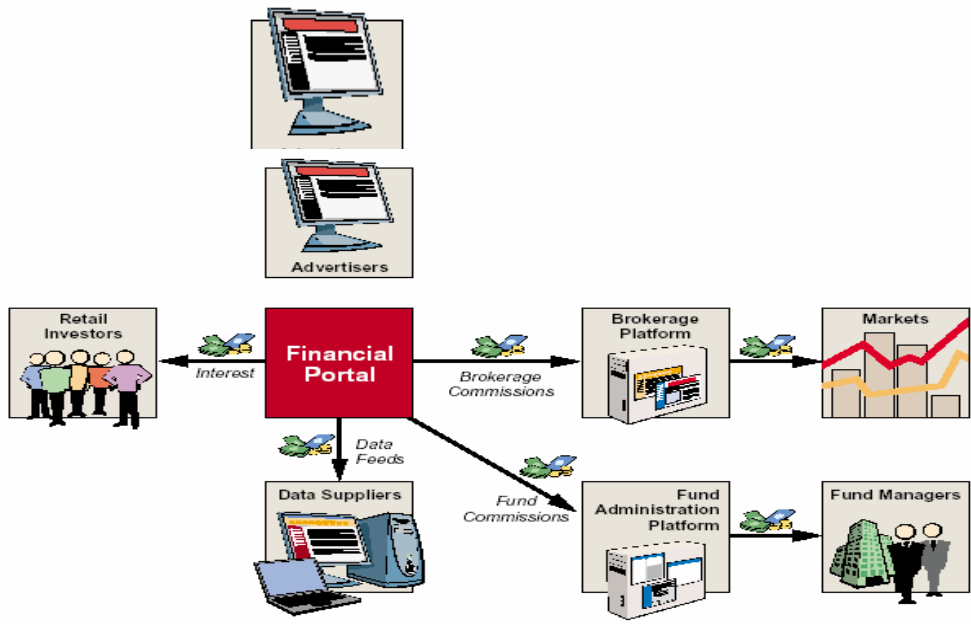 Advertisers
Retail
Investors
Interest
Financial
Portal
Brokerage
Commissions
Brokerage
Platform
Markets
Data
Feeds
Data Suppliers
Fund
Commissions
Fund
Administration
Platform
Fund Managers